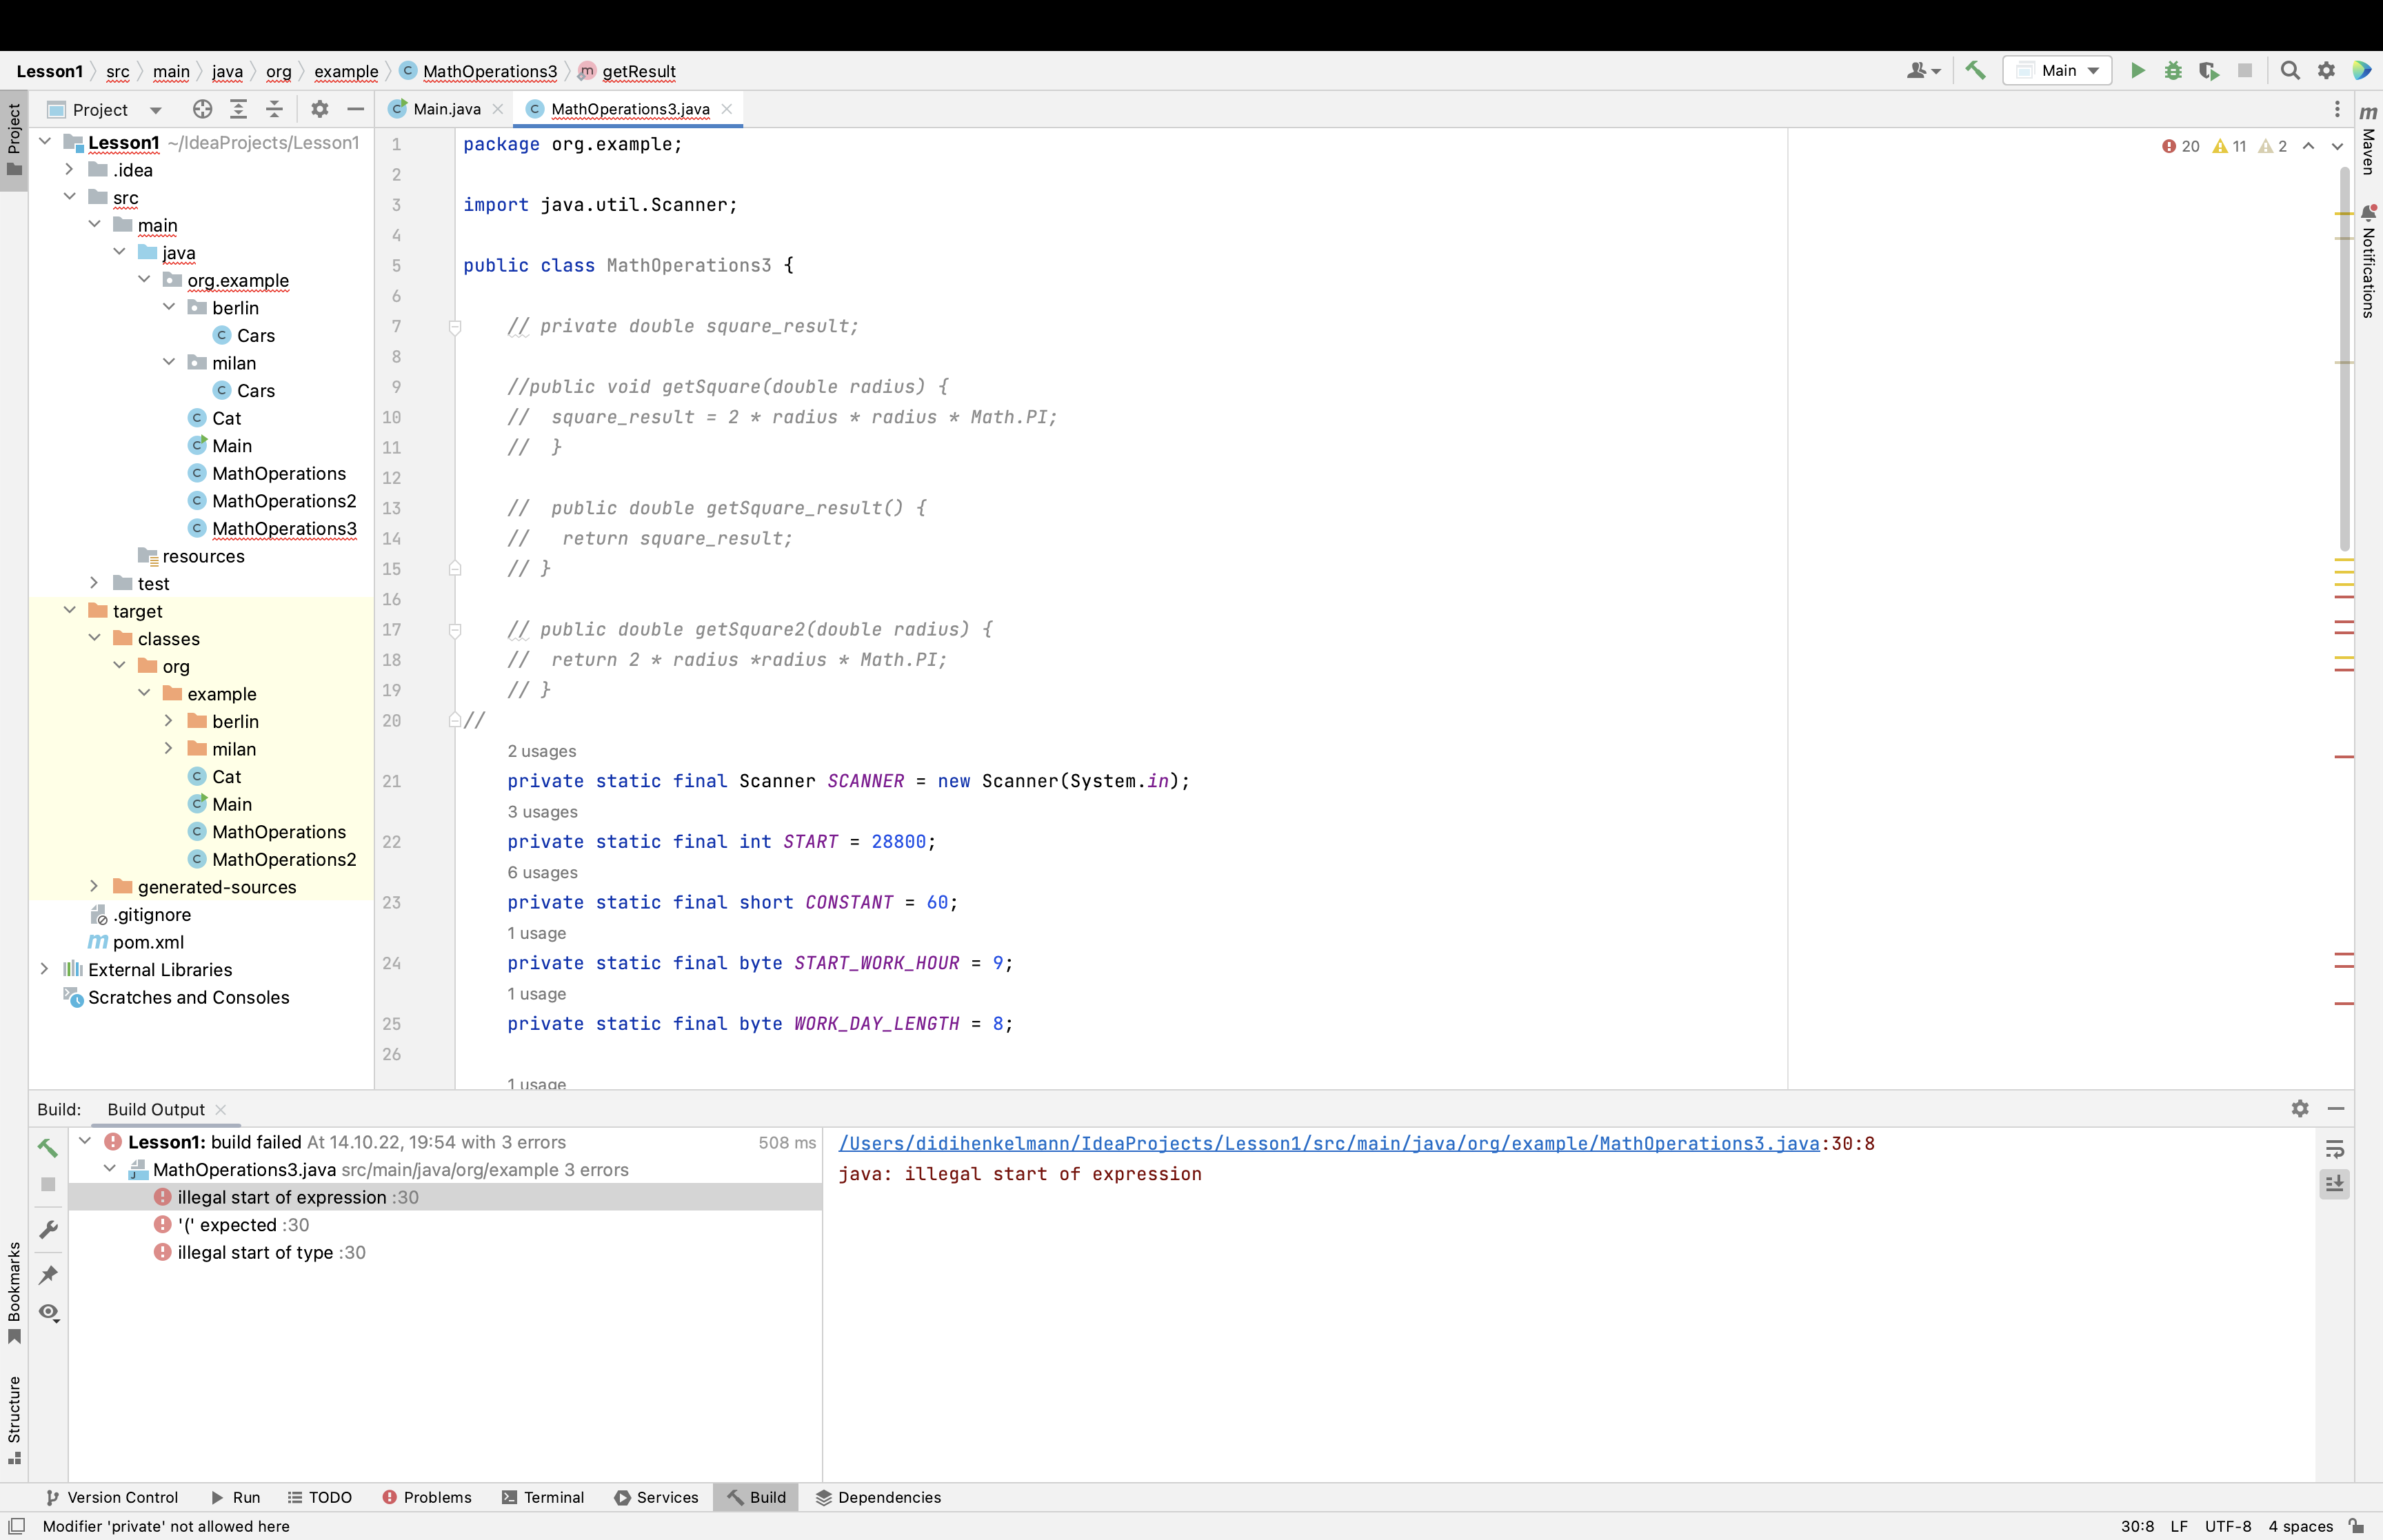 Lesson1 src main java org example MathOperations3 getResult Main
Project Main.java MathOperations3.java
Project
Lesson1 ~/IdeaProjects/Lesson1
.idea
src
main
java
org.example
berlin
Cars
milan
Cars
Cat
Main
MathOperations
MathOperations2
MathOperations3
resources
test
target
classes
org
example
berlin
milan
Cat
Main
MathOperations
MathOperations2
generated-sources
.gitignore
pom.xml
External Libraries
Scratches and Consoles
20 11 2
1 package org.example;
2
3 import java.util.Scanner;
4
5 public class MathOperations3 {
6
7 // private double square_result;
8
9 //public void getSquare(double radius) {
10 //  square_result = 2 * radius * radius * Math.PI;
11 //  }
12
13 //  public double getSquare_result() {
14 //   return square_result;
15 // }
16
17 // public double getSquare2(double radius) {
18 //  return 2 * radius *radius * Math.PI;
19 // }
20 //
2 usages
21 private static final Scanner SCANNER = new Scanner(System.in);
3 usages
22 private static final int START = 28800;
6 usages
23 private static final short CONSTANT = 60;
1 usage
24 private static final byte START_WORK_HOUR = 9;
1 usage
25 private static final byte WORK_DAY_LENGTH = 8;
26
1 usage
m Maven
Notifications
Build: Build Output
Lesson1: build failed At 14.10.22, 19:54 with 3 errors 508 ms
MathOperations3.java src/main/java/org/example 3 errors
illegal start of expression :30
'(' expected :30
illegal start of type :30
/Users/didihenkelmann/IdeaProjects/Lesson1/src/main/java/org/example/MathOperations3.java:30:8
java: illegal start of expression
Bookmarks
Structure
Version Control Run TODO Problems Terminal Services Build Dependencies
Modifier 'private' not allowed here 30:8 LF UTF-8 4 spaces